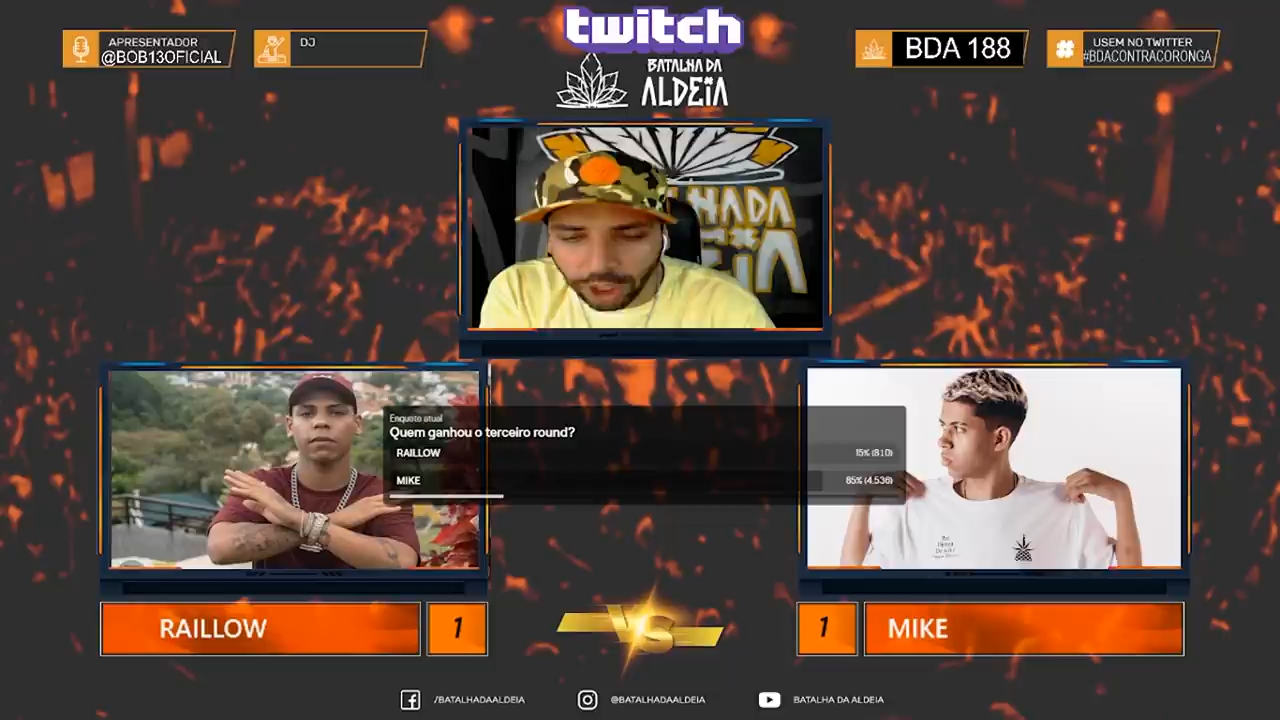 twitch
APRESENTADOR
@BOB13OFICIAL
DJ
BATALHA DA
ALDEIA
BDA 188
USEM NO TWITTER
#BDACONTRACORONGA
LHADA
Enquete atual
Quem ganhou o terceiro round?
RAILLOW
15% (810)
MIKE
85% (4.536)
RAILLOW
1
VS
1
MIKE
/BATALHADAALDEIA
@BATALHADAALDEIA
BATALHA DA ALDEIA